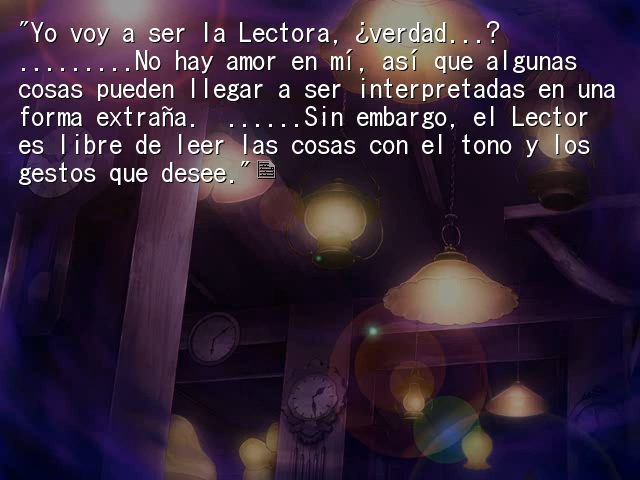 "Yo voy a ser la Lectora, ¿verdad...?
.........No hay amor en mí, así que algunas
cosas pueden llegar a ser interpretadas en una
forma extraña.  ......Sin embargo, el Lector
es libre de leer las cosas con el tono y los
gestos que desee."